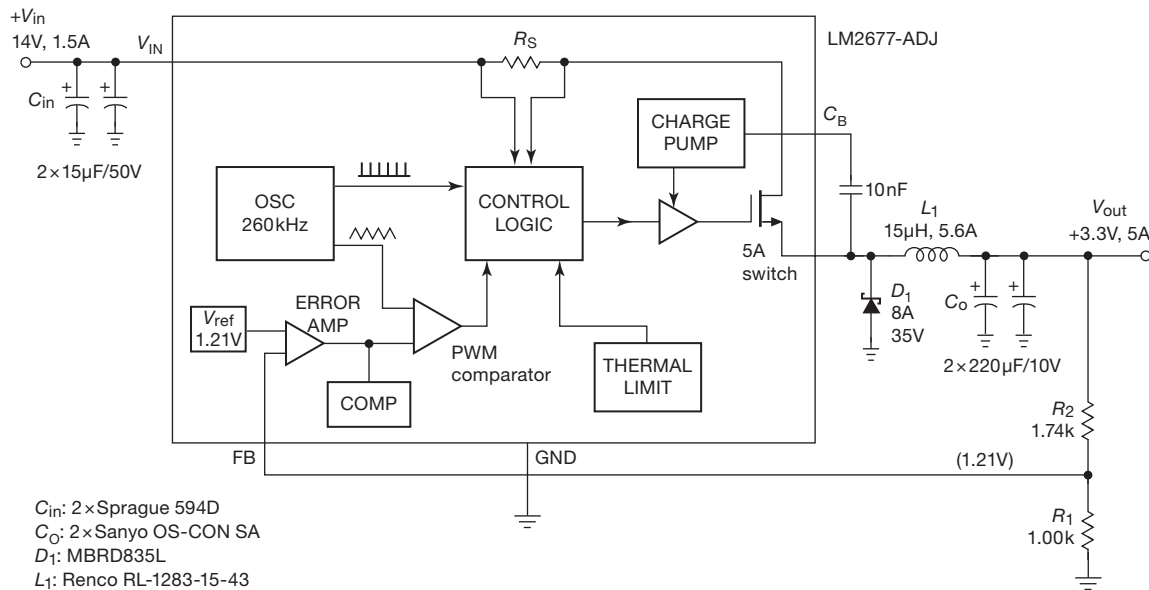 +Vin
14V, 1.5A
VIN
RS
LM2677-ADJ
Cin
+
+
2×15μF/50V
OSC
260kHz
CONTROL
LOGIC
CHARGE
PUMP
CB
10nF
5A
switch
L1
15μH, 5.6A
Vout
+3.3V, 5A
D1
8A
35V
Co
+
+
2×220μF/10V
Vref
1.21V
ERROR
AMP
PWM
comparator
COMP
THERMAL
LIMIT
R2
1.74k
FB
GND
(1.21V)
R1
1.00k
Cin: 2×Sprague 594D
CO: 2×Sanyo OS-CON SA
D1: MBRD835L
L1: Renco RL-1283-15-43